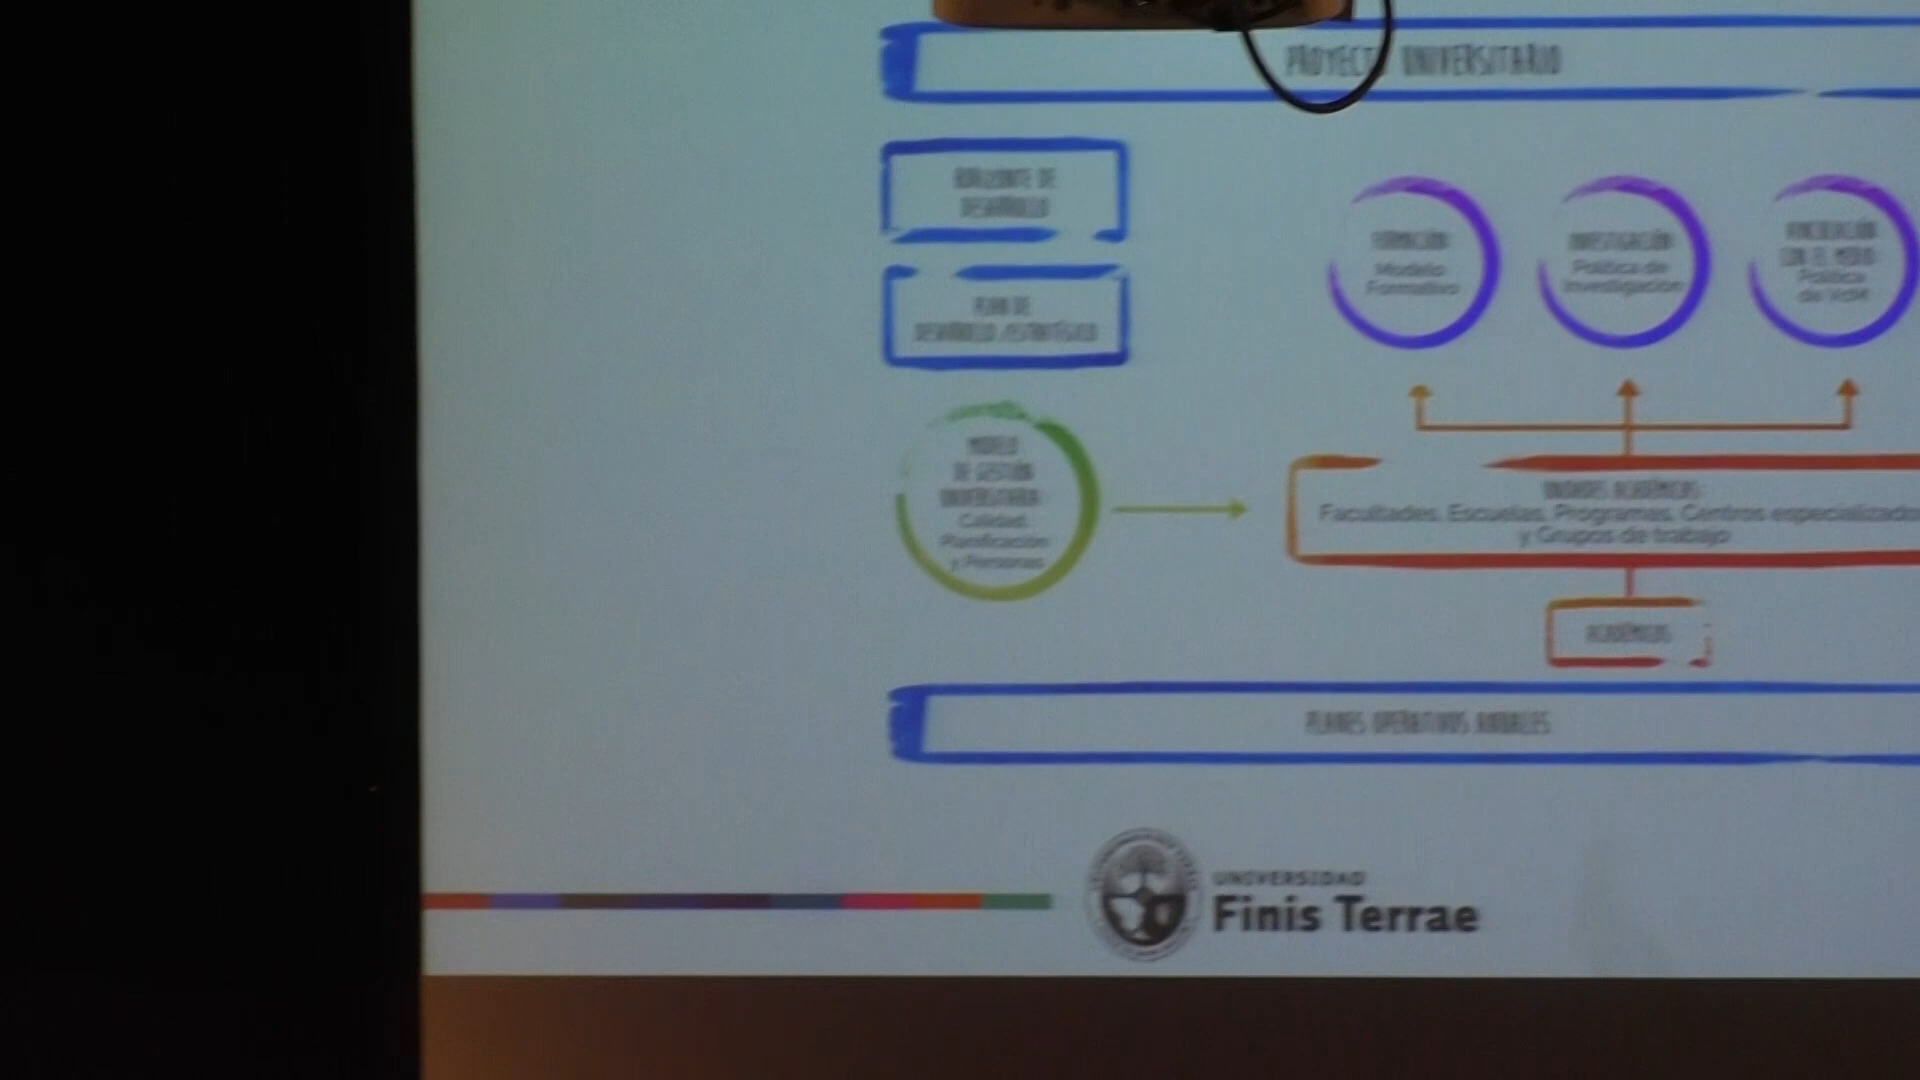 PROYECTO UNIVERSITARIO
HORIZONTE DE
DESARROLLO
PLAN DE
DESARROLLO ESTRATÉGICO
FORMACIÓN
Modelo
Formativo
INVESTIGACIÓN
Política de
Investigación
VINCULACIÓN
CON EL MEDIO
Política
de VcM
MODELO
DE GESTIÓN
UNIVERSITARIA
Calidad,
Planificación
y Personas
UNIDADES ACADÉMICAS
Facultades, Escuelas, Programas, Centros especializado
y Grupos de trabajo
ACADÉMICOS
PLANES OPERATIVOS ANUALES
UNIVERSIDAD
Finis Terrae